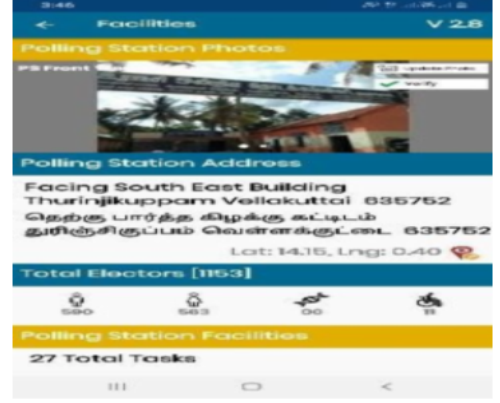 3:46
← Facilities V 2.8
Polling Station Photos
PS Front
Update Photo
Verify
Polling Station Address
Facing South East Building
Thurinjikuppam Vellakuttai 635752
தெற்கு பார்த்த கிழக்கு கட்டிடம்
துரிஞ்சிகுப்பம் வெள்ளக்குட்டை 635752
Lat: 14.15, Lng: 0.40
Total Electors [1153]
590 563 00 11
Polling Station Facilities
27 Total Tasks